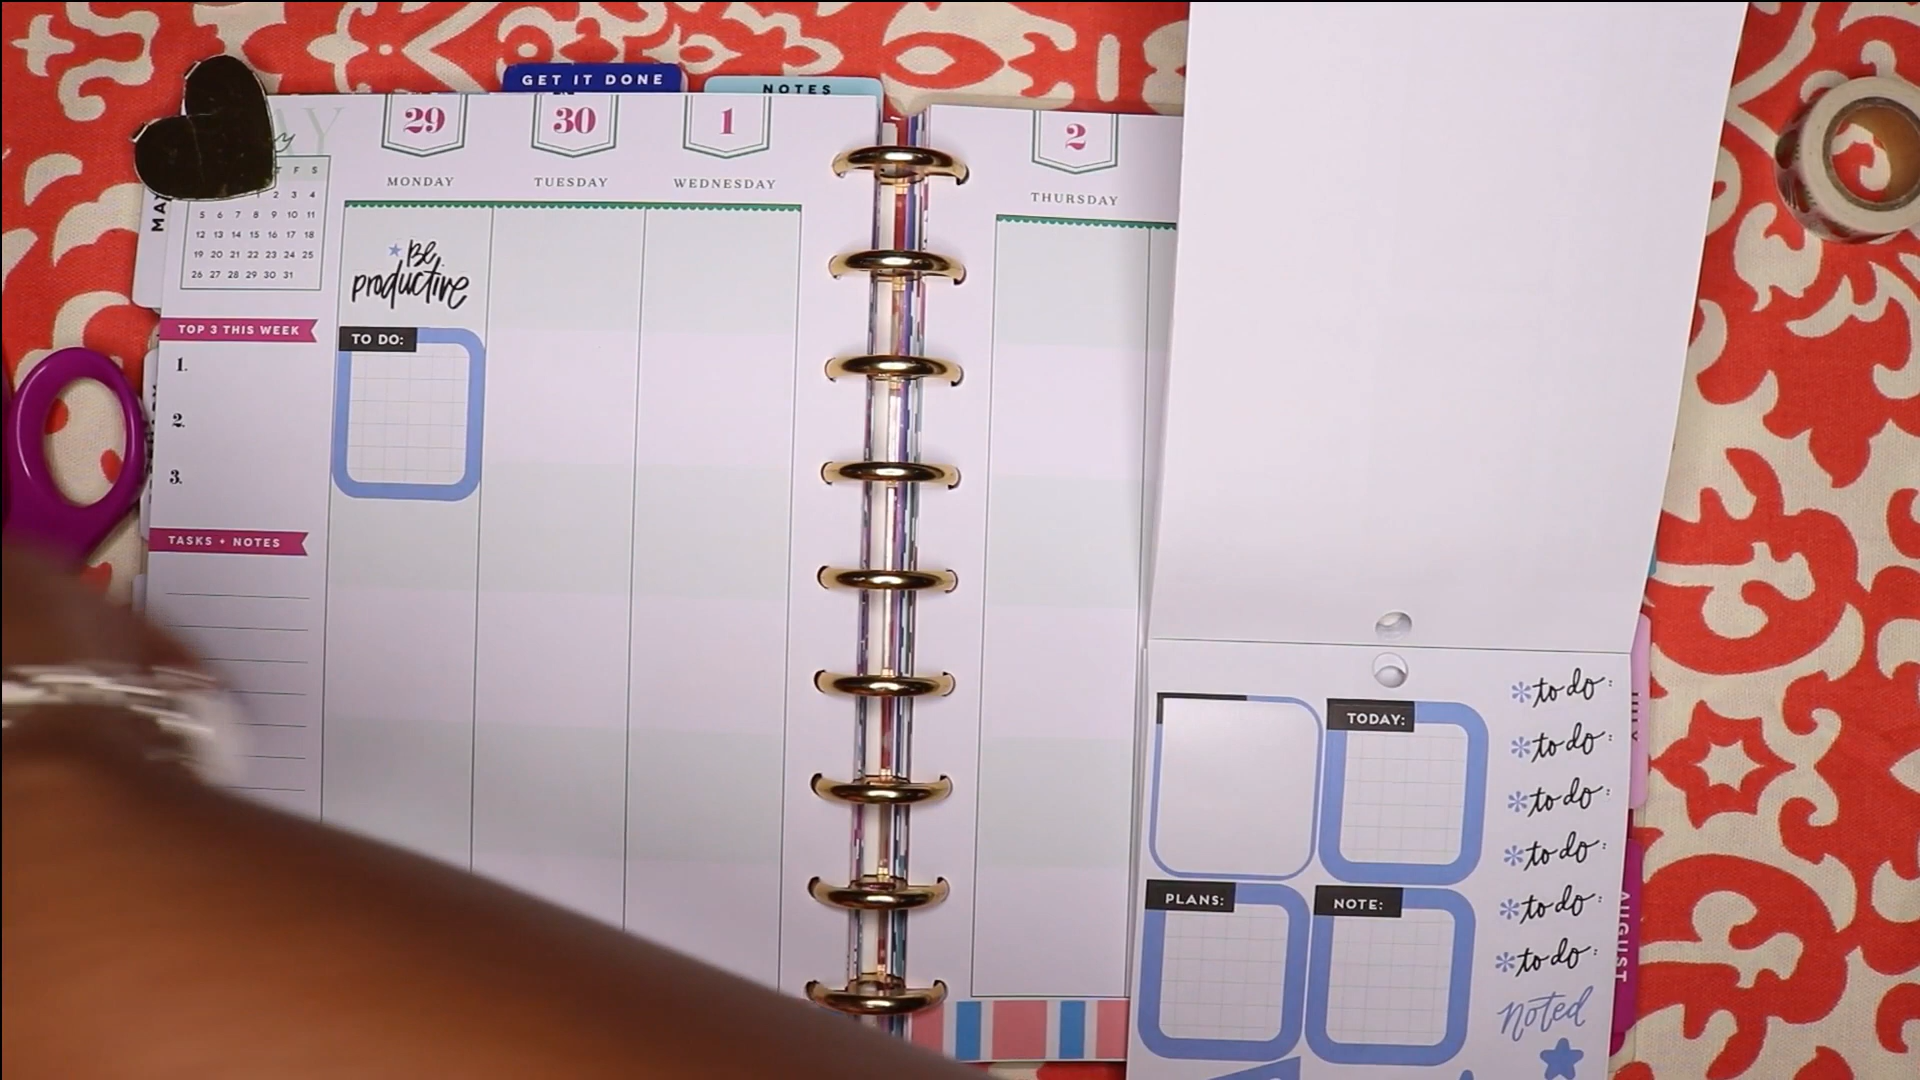 GET IT DONE
NOTES
AY
29
30
1
2
MONDAY
TUESDAY
WEDNESDAY
THURSDAY
MA
T F S
2 3 4
5 6 7 8 9 10 11
12 13 14 15 16 17 18
19 20 21 22 23 24 25
26 27 28 29 30 31
Be
productive
TOP 3 THIS WEEK
TO DO:
1.
2.
3.
TASKS + NOTES
TODAY:
PLANS:
NOTE:
to do:
to do:
to do:
to do:
to do:
to do:
noted
AUGUST